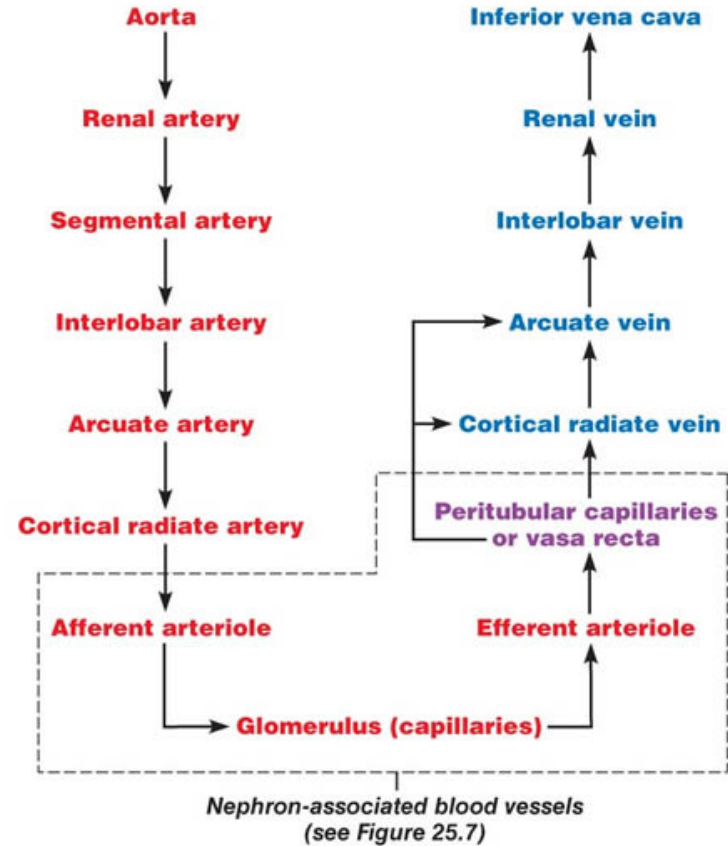 Aorta
Renal artery
Segmental artery
Interlobar artery
Arcuate artery
Cortical radiate artery
Afferent arteriole
Glomerulus (capillaries)
Efferent arteriole
Peritubular capillaries
or vasa recta
Cortical radiate vein
Arcuate vein
Interlobar vein
Renal vein
Inferior vena cava
Nephron-associated blood vessels
(see Figure 25.7)